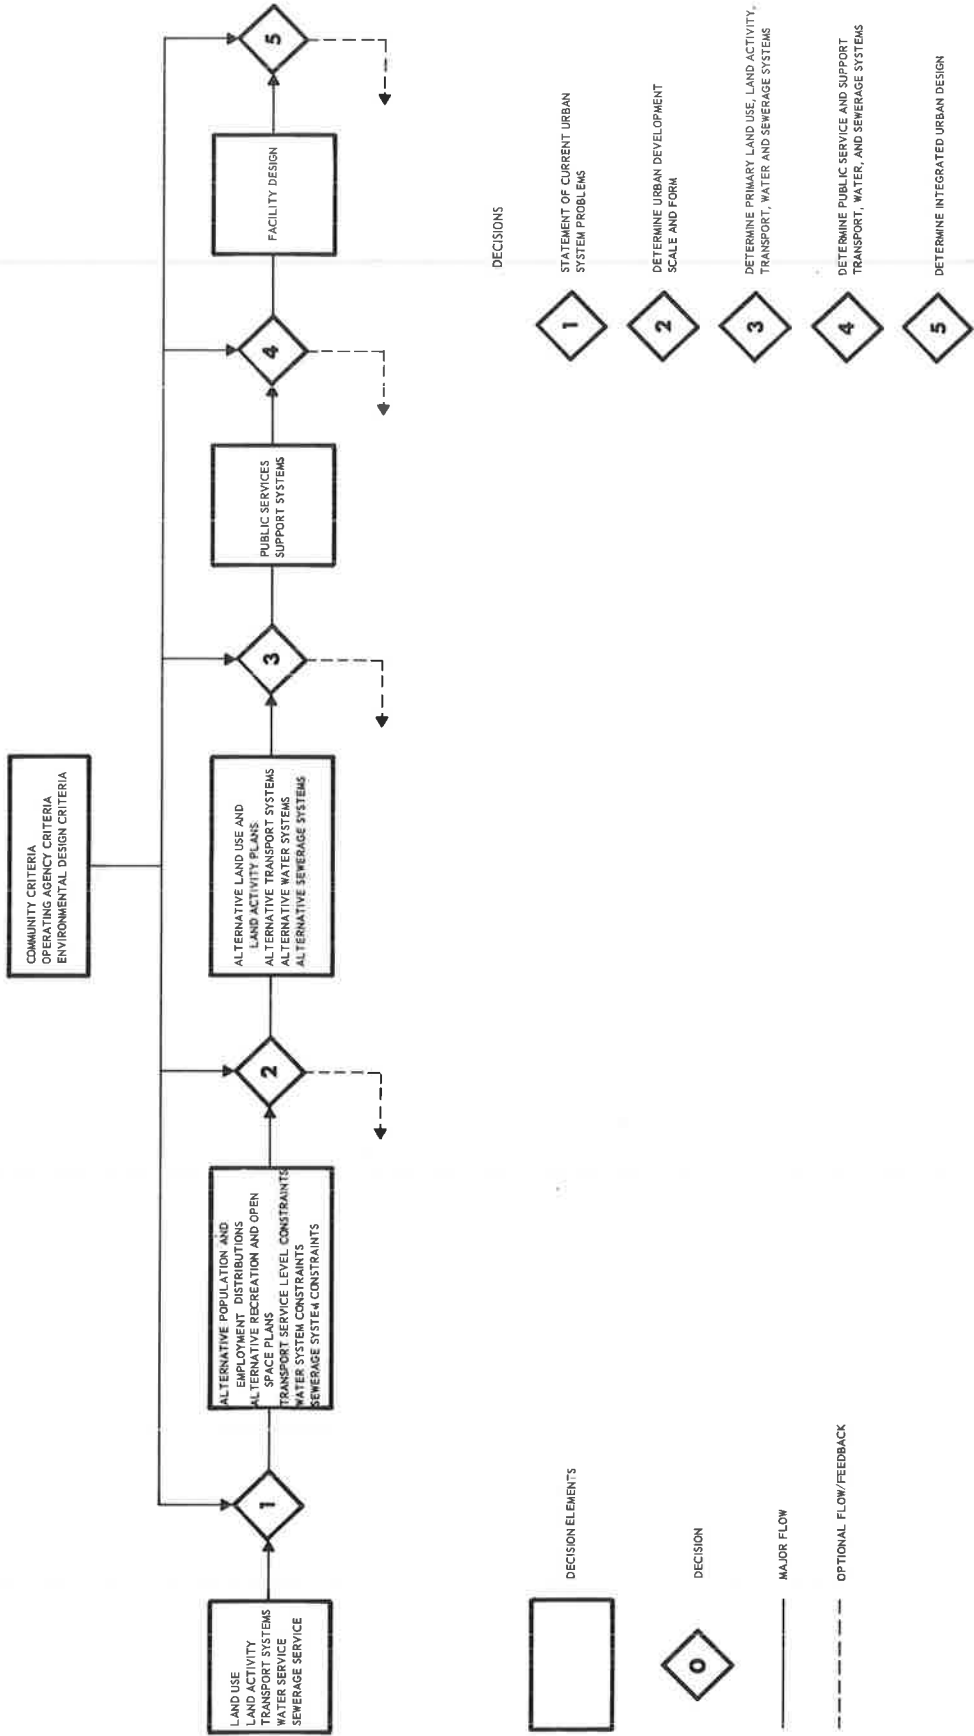 COMMUNITY CRITERIA
OPERATING AGENCY CRITERIA
ENVIRONMENTAL DESIGN CRITERIA
LAND USE
LAND ACTIVITY
TRANSPORT SYSTEMS
WATER SERVICE
SEWERAGE SERVICE
1
ALTERNATIVE POPULATION AND
EMPLOYMENT DISTRIBUTIONS
ALTERNATIVE RECREATION AND OPEN
SPACE PLANS
TRANSPORT SERVICE LEVEL CONSTRAINTS
WATER SYSTEM CONSTRAINTS
SEWERAGE SYSTEM CONSTRAINTS
2
ALTERNATIVE LAND USE AND
LAND ACTIVITY PLANS
ALTERNATIVE TRANSPORT SYSTEMS
ALTERNATIVE WATER SYSTEMS
ALTERNATIVE SEWERAGE SYSTEMS
3
PUBLIC SERVICES
SUPPORT SYSTEMS
4
FACILITY DESIGN
5
DECISION ELEMENTS
0
DECISION
MAJOR FLOW
OPTIONAL FLOW/FEEDBACK
DECISIONS
1
STATEMENT OF CURRENT URBAN
SYSTEM PROBLEMS
2
DETERMINE URBAN DEVELOPMENT
SCALE AND FORM
3
DETERMINE PRIMARY LAND USE, LAND ACTIVITY,
TRANSPORT, WATER AND SEWERAGE SYSTEMS
4
DETERMINE PUBLIC SERVICE AND SUPPORT
TRANSPORT, WATER, AND SEWERAGE SYSTEMS
5
DETERMINE INTEGRATED URBAN DESIGN